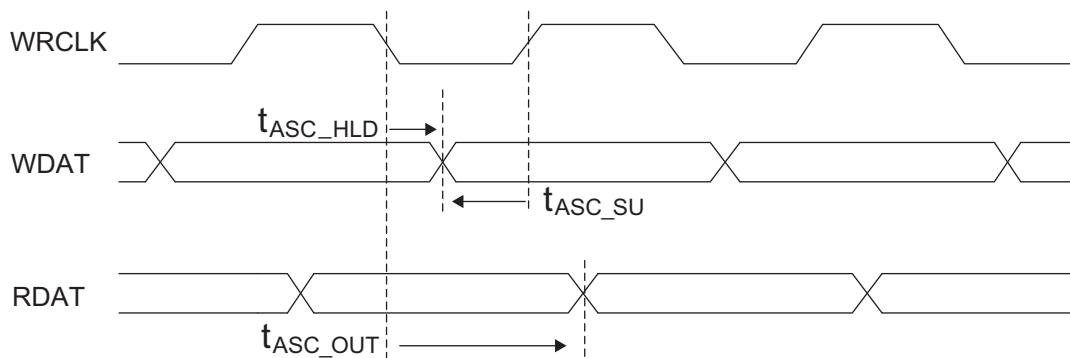 WRCLK
tASC_HLD
WDAT
tASC_SU
RDAT
tASC_OUT